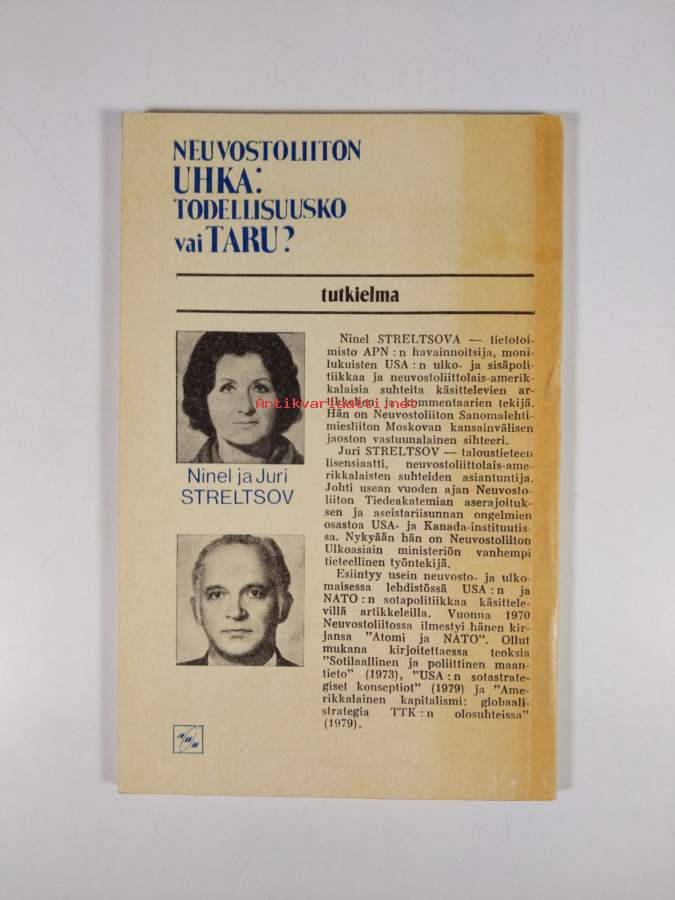 NEUVOSTOLIITON
UHKA:
TODELLISUUSKO
vai TARU?
tutkielma
Ninel ja Juri
STRELTSOV
Ninel STRELTSOVA — tietotoi-
misto APN:n havainnoitsija, moni-
lukuisten USA:n ulko- ja sisäpoli-
tiikkaa ja neuvostoliittolais-amerik-
kalaisia suhteita käsittelevien ar-
tikkelien ja kommentaarien tekijä.
Hän on Neuvostoliiton Sanomalehti-
miesliiton Moskovan kansainvälisen
jaoston vastuunalainen sihteeri.
Juri STRELTSOV — taloustieteen
lisensiaatti, neuvostoliittolais-ame-
rikkalaisten suhteiden asiantuntija.
Johti usean vuoden ajan Neuvosto-
liiton Tiedeakatemian aserajoituk-
sen ja aseistariisunnan ongelmien
osastoa USA- ja Kanada-instituutis-
sa. Nykyään hän on Neuvostoliiton
Ulkoasiain ministeriön vanhempi
tieteellinen työntekijä.
Esiintyy usein neuvosto- ja ulko-
maisessa lehdistössä USA:n ja
NATO:n sotapolitiikkaa käsittele-
villä artikkeleilla. Vuonna 1970
Neuvostoliitossa ilmestyi hänen kir-
jansa "Atomi ja NATO". Ollut
mukana kirjoitettaessa teoksia
"Sotilaallinen ja poliittinen maan-
tieto" (1973), "USA:n sotastrate-
giset konseptiot" (1979) ja "Ame-
rikkalainen kapitalismi: globaali-
strategia TTK:n olosuhteissa"
(1979).
Antikvariaatti.net